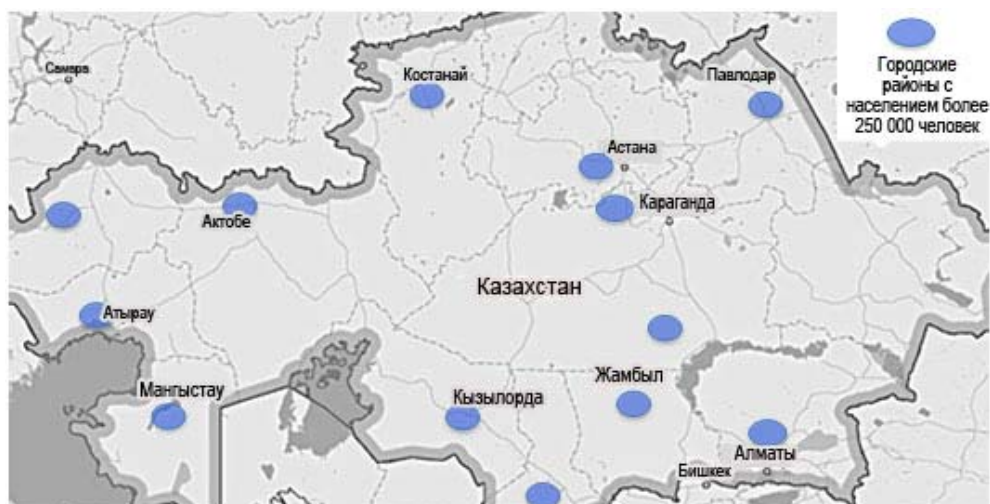 Самара
Костанай
Павлодар
Городские
районы с
населением более
250 000 человек
Астана
Караганда
Актобе
Казахстан
Атырау
Мангыстау
Жамбыл
Кызылорда
Алматы
Бишкек